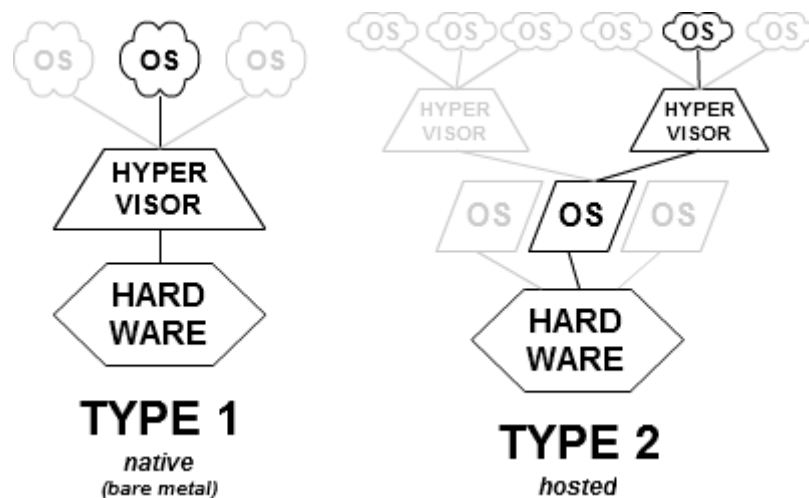 OS OS OS
HYPER
VISOR
HARD
WARE
TYPE 1
native
(bare metal)
OS OS OS OS OS OS
HYPER HYPER
VISOR VISOR
OS OS OS
HARD
WARE
TYPE 2
hosted